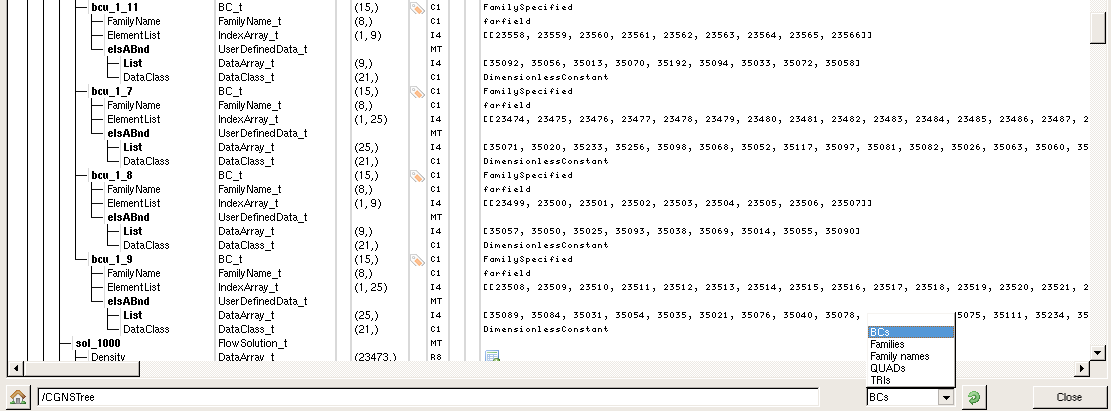 bcu_1_11 BC_t (15,) C1 FamilySpecified
FamilyName FamilyName_t (8,) C1 farfield
ElementList IndexArray_t (1, 9) I4 [[23558, 23559, 23560, 23561, 23562, 23563, 23564, 23565, 23566]]
elsABnd UserDefinedData_t MT
List DataArray_t (9,) I4 [35092, 35056, 35013, 35070, 35192, 35094, 35033, 35072, 35058]
DataClass DataClass_t (21,) C1 DimensionlessConstant
bcu_1_7 BC_t (15,) C1 FamilySpecified
FamilyName FamilyName_t (8,) C1 farfield
ElementList IndexArray_t (1, 25) I4 [[23474, 23475, 23476, 23477, 23478, 23479, 23480, 23481, 23482, 23483, 23484, 23485, 23486, 23487, 2
elsABnd UserDefinedData_t MT
List DataArray_t (25,) I4 [35071, 35020, 35233, 35256, 35098, 35068, 35052, 35117, 35097, 35081, 35082, 35026, 35063, 35060, 35
DataClass DataClass_t (21,) C1 DimensionlessConstant
bcu_1_8 BC_t (15,) C1 FamilySpecified
FamilyName FamilyName_t (8,) C1 farfield
ElementList IndexArray_t (1, 9) I4 [[23499, 23500, 23501, 23502, 23503, 23504, 23505, 23506, 23507]]
elsABnd UserDefinedData_t MT
List DataArray_t (9,) I4 [35057, 35050, 35025, 35093, 35038, 35069, 35014, 35055, 35090]
DataClass DataClass_t (21,) C1 DimensionlessConstant
bcu_1_9 BC_t (15,) C1 FamilySpecified
FamilyName FamilyName_t (8,) C1 farfield
ElementList IndexArray_t (1, 25) I4 [[23508, 23509, 23510, 23511, 23512, 23513, 23514, 23515, 23516, 23517, 23518, 23519, 23520, 23521, 2
elsABnd UserDefinedData_t MT
List DataArray_t (25,) I4 [35089, 35084, 35031, 35054, 35035, 35021, 35076, 35040, 35078, 5075, 35111, 35234, 35
DataClass DataClass_t (21,) C1 DimensionlessConstant
sol_1000 FlowSolution_t MT
Density DataArray_t (23473,) R8
BCs
Families
Family names
QUADs
TRIs
/CGNSTree BCs Close